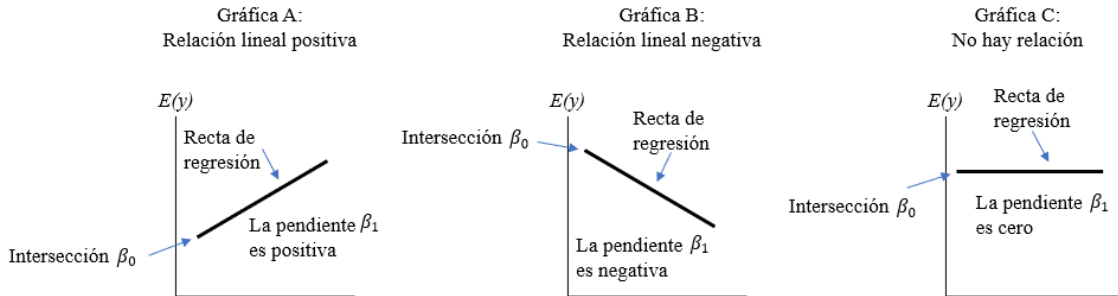 Gráfica A:
Relación lineal positiva
E(y)
Recta de
regresión
La pendiente β₁
es positiva
Intersección β₀
Gráfica B:
Relación lineal negativa
E(y)
Intersección β₀
Recta de
regresión
La pendiente β₁
es negativa
Gráfica C:
No hay relación
E(y)
Recta de
regresión
Intersección β₀
La pendiente β₁
es cero